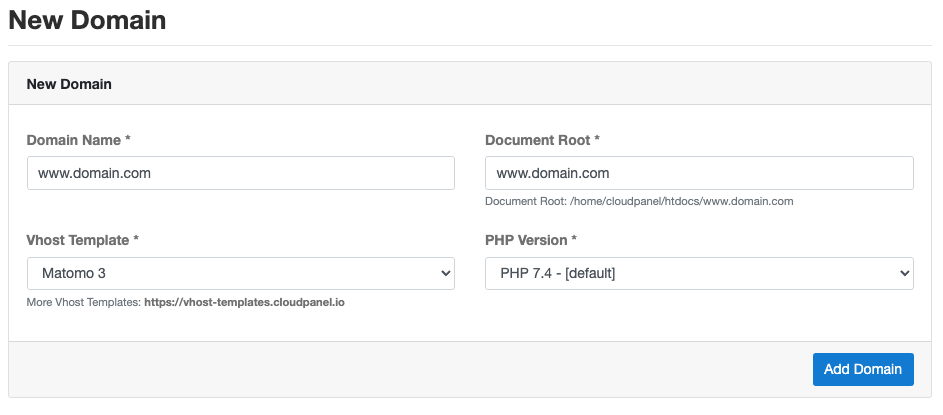 New Domain
New Domain
Domain Name *
Document Root *
www.domain.com
www.domain.com
Document Root: /home/cloudpanel/htdocs/www.domain.com
Vhost Template *
PHP Version *
Matomo 3
PHP 7.4 - [default]
More Vhost Templates: https://vhost-templates.cloudpanel.io
Add Domain